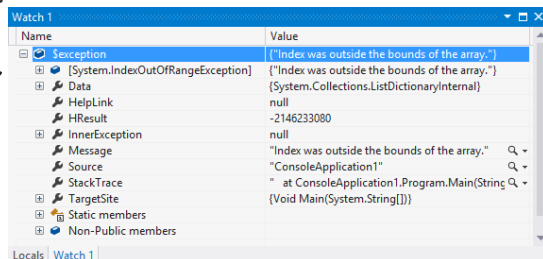 Watch 1
Name Value
$exception {"Index was outside the bounds of the array."}
[System.IndexOutOfRangeException] {"Index was outside the bounds of the array."}
Data {System.Collections.ListDictionaryInternal}
HelpLink null
HResult -2146233080
InnerException null
Message "Index was outside the bounds of the array."
Source "ConsoleApplication1"
StackTrace "   at ConsoleApplication1.Program.Main(String
TargetSite {Void Main(System.String[])}
Static members
Non-Public members
Locals Watch 1